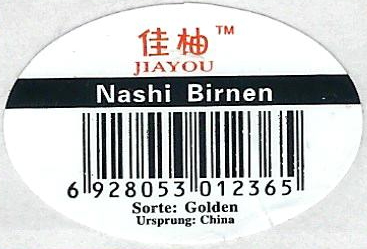 佳柚™
JIAYOU
Nashi Birnen
6 928053 012365
Sorte: Golden
Ursprung: China